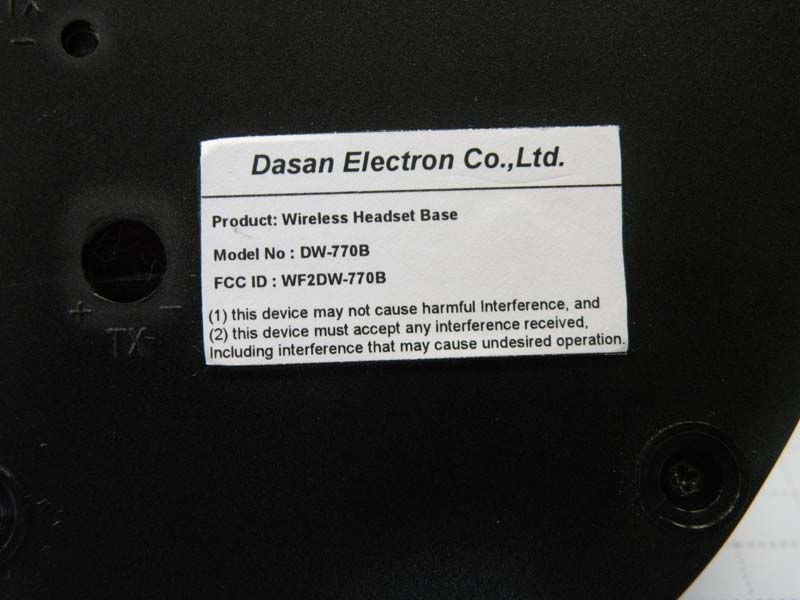 Dasan Electron Co.,Ltd.
Product: Wireless Headset Base
Model No : DW-770B
FCC ID : WF2DW-770B
(1) this device may not cause harmful Interference, and
(2) this device must accept any interference received,
Including interference that may cause undesired operation.
+ −
TX